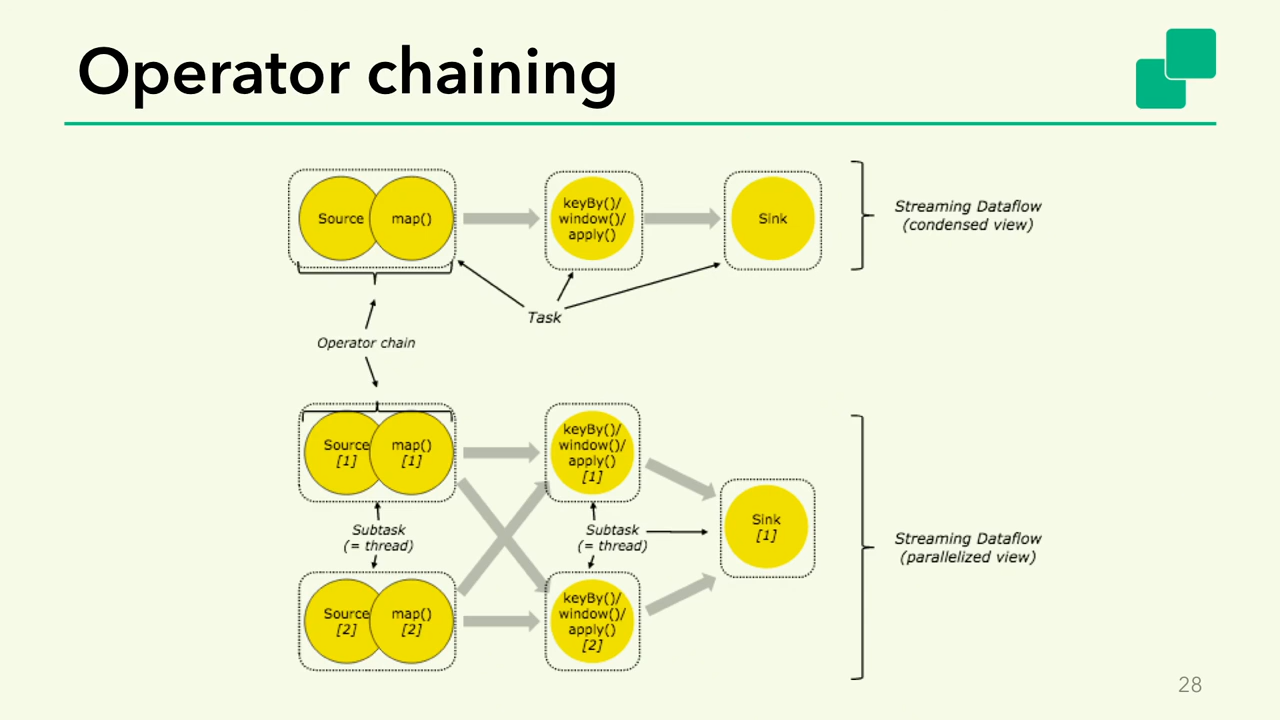 Operator chaining
Source
map()
keyBy()/
window()/
apply()
Sink
Streaming Dataflow
(condensed view)
Task
Operator chain
Source
[1]
map()
[1]
keyBy()/
window()/
apply()
[1]
Subtask
(= thread)
Subtask
(= thread)
Sink
[1]
Streaming Dataflow
(parallelized view)
Source
[2]
map()
[2]
keyBy()/
window()/
apply()
[2]
28